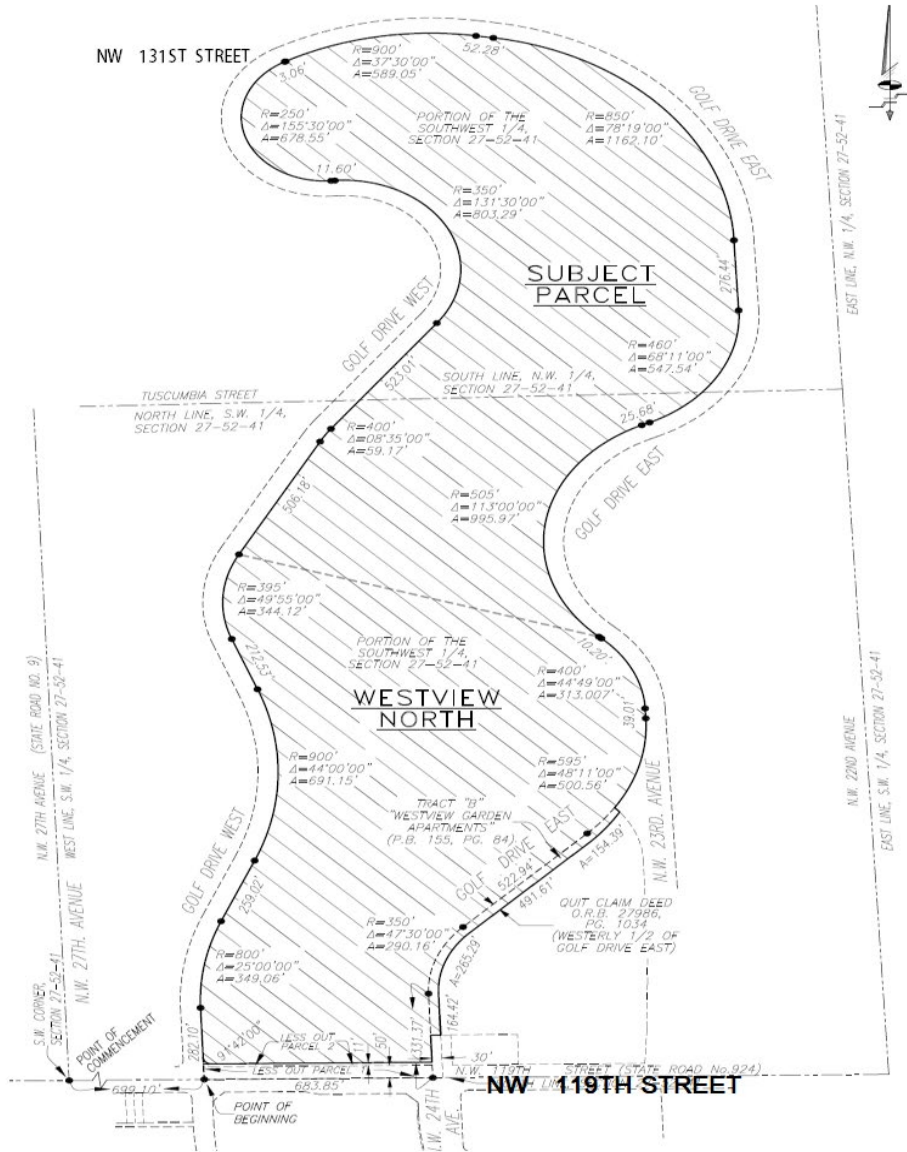 NW 131ST STREET
3.06'
R=900'
Δ=37°30'00"
A=589.05'
52.28'
GOLF DRIVE EAST
R=250'
Δ=155°30'00"
A=678.55'
PORTION OF THE
SOUTHWEST 1/4,
SECTION 27-52-41
R=850'
Δ=78°19'00"
A=1162.10'
11.60'
R=350'
Δ=131°30'00"
A=803.29'
EAST LINE, N.W. 1/4, SECTION 27-52-41
SUBJECT
PARCEL
276.44'
GOLF DRIVE WEST
523.01'
R=460'
Δ=68°11'00"
A=547.54'
SOUTH LINE, N.W. 1/4,
SECTION 27-52-41
TUSCUMBIA STREET
NORTH LINE, S.W. 1/4,
SECTION 27-52-41
25.68'
R=400'
Δ=08°35'00"
A=59.17'
GOLF DRIVE EAST
506.18'
R=505'
Δ=113°00'00"
A=995.97'
R=395'
Δ=49°55'00"
A=344.12'
10.20'
212.53'
PORTION OF THE
SOUTHWEST 1/4,
SECTION 27-52-41
R=400'
Δ=44°49'00"
A=313.007'
39.01'
WESTVIEW
NORTH
N.W. 27TH AVENUE (STATE ROAD NO. 9)
WEST LINE, S.W. 1/4, SECTION 27-52-41
N.W. 22ND AVENUE
EAST LINE, S.W. 1/4, SECTION 27-52-41
R=900'
Δ=44°00'00"
A=691.15'
R=595'
Δ=48°11'00"
A=500.56'
N.W. 23RD. AVENUE
TRACT "B"
"WESTVIEW GARDEN
APARTMENTS"
(P.B. 155, PG. 84)
GOLF DRIVE EAST
522.94'
491.61'
A=154.39'
GOLF DRIVE WEST
259.02'
QUIT CLAIM DEED
O.R.B. 27986,
PG. 1034
(WESTERLY 1/2 OF
GOLF DRIVE EAST)
R=350'
Δ=47°30'00"
A=290.16'
A=265.29'
R=800'
Δ=25°00'00"
A=349.06'
S.W. CORNER,
SECTION 27-52-41
N.W. 27TH. AVENUE
POINT OF
COMMENCEMENT
282.10'
91°42'00"
LESS OUT
PARCEL 2
11'
50'
331.37'
164.42'
30'
LESS OUT PARCEL 1
N.W. 119TH STREET (STATE ROAD No.924)
699.10'
683.85'
NW 119TH STREET
POINT OF
BEGINNING
24TH
AVE.